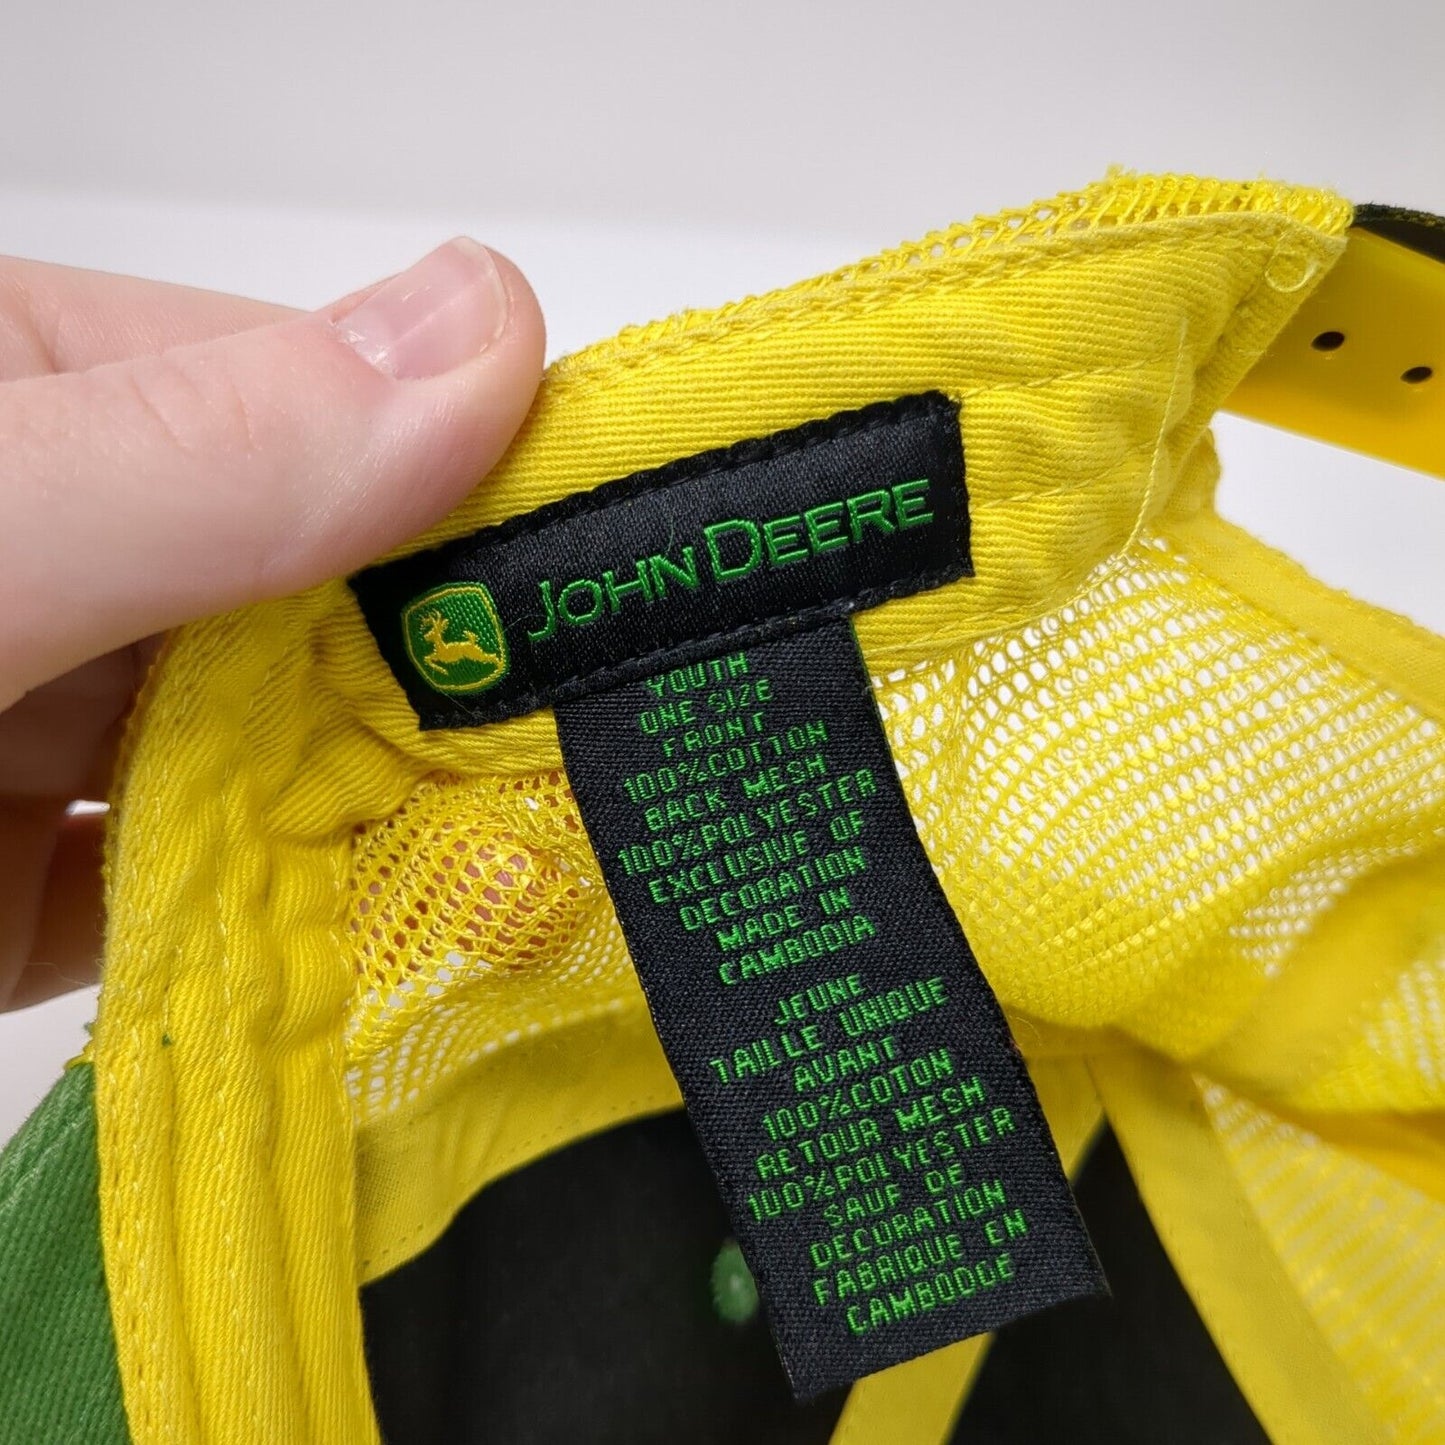 JOHN DEERE
YOUTH
ONE SIZE
FRONT
100%COTTON
BACK MESH
100%POLYESTER
EXCLUSIVE OF
DECORATION
MADE IN
CAMBODIA
JEUNE
TAILLE UNIQUE
AVANT
100%COTON
RETOUR MESH
100%POLYESTER
SAUF DE
DECORATION
FABRIQUE EN
CAMBODGE